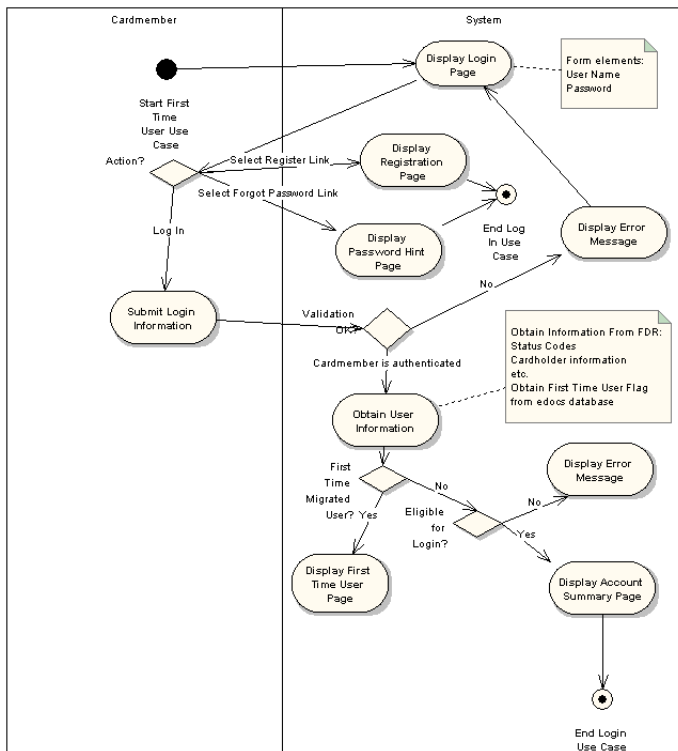 Cardmember
System
Display Login
Page
Form elements:
User Name
Password
Start First
Time
User Use
Case
Action?
Select Register Link
Display
Registration
Page
Select Forgot Password Link
End Log
In Use
Case
Display Error
Message
Display
Password Hint
Page
Log In
No
Submit Login
Information
Validation
OK?
Obtain Information From FDR:
Status Codes
Cardholder information
etc.
Obtain First Time User Flag
from edocs database
Cardmember is authenticated
Obtain User
Information
First
Time
Migrated
User?
Yes
No
Eligible
for
Login?
No
Display Error
Message
Yes
Display First
Time User
Page
Display Account
Summary Page
End Login
Use Case